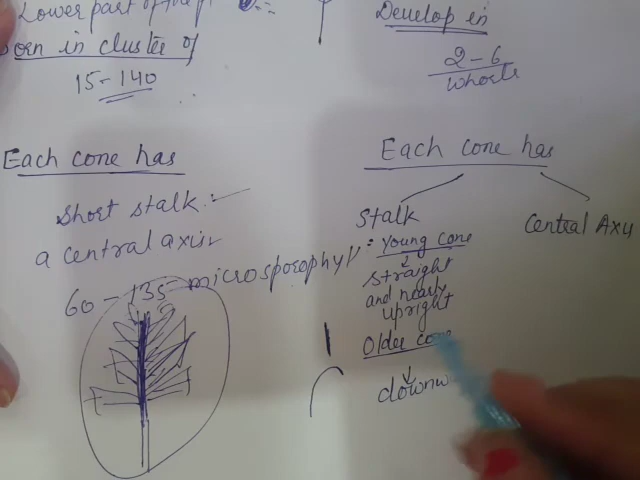 Lower part of the
Born in cluster of
15-140
Develop in
2-6
whorls
Each cone has
Short stalk :-
a central axis
60-135 microsporophyll
Each cone has
Stalk
Central Axis
: Young cone
straight
and nearly
upright
Older cone
downw